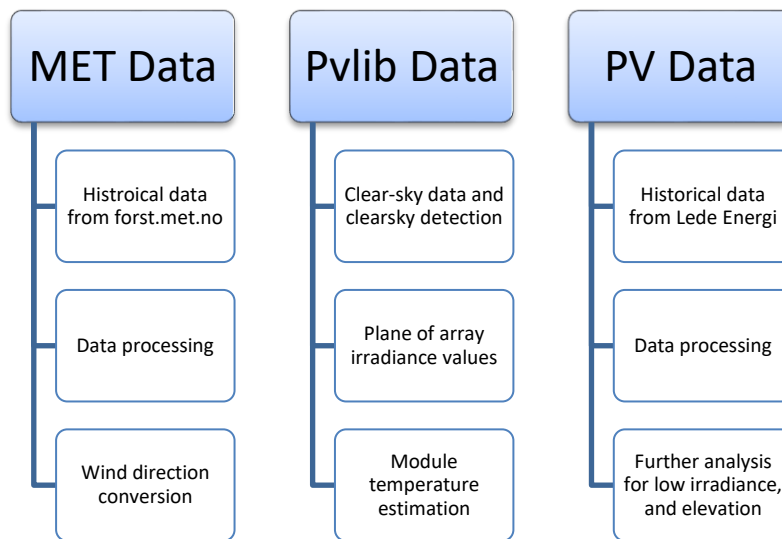 MET Data
Histroical data
from forst.met.no
Data processing
Wind direction
conversion
Pvlib Data
Clear-sky data and
clearsky detection
Plane of array
irradiance values
Module
temperature
estimation
PV Data
Historical data
from Lede Energi
Data processing
Further analysis
for low irradiance,
and elevation